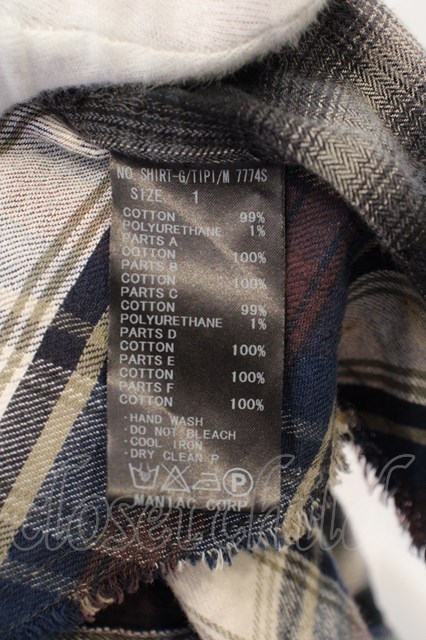 NO. SHIRT-G/TIPI/M 7774S
SIZE 1
COTTON 99%
POLYURETHANE 1%
PARTS A
COTTON 100%
PARTS B
COTTON 100%
PARTS C
COTTON 99%
POLYURETHANE 1%
PARTS D
COTTON 100%
PARTS E
COTTON 100%
PARTS F
COTTON 100%
·HAND WASH
·DO NOT BLEACH
·COOL IRON
·DRY CLEAN P
P
MANIAC CORP
closet child